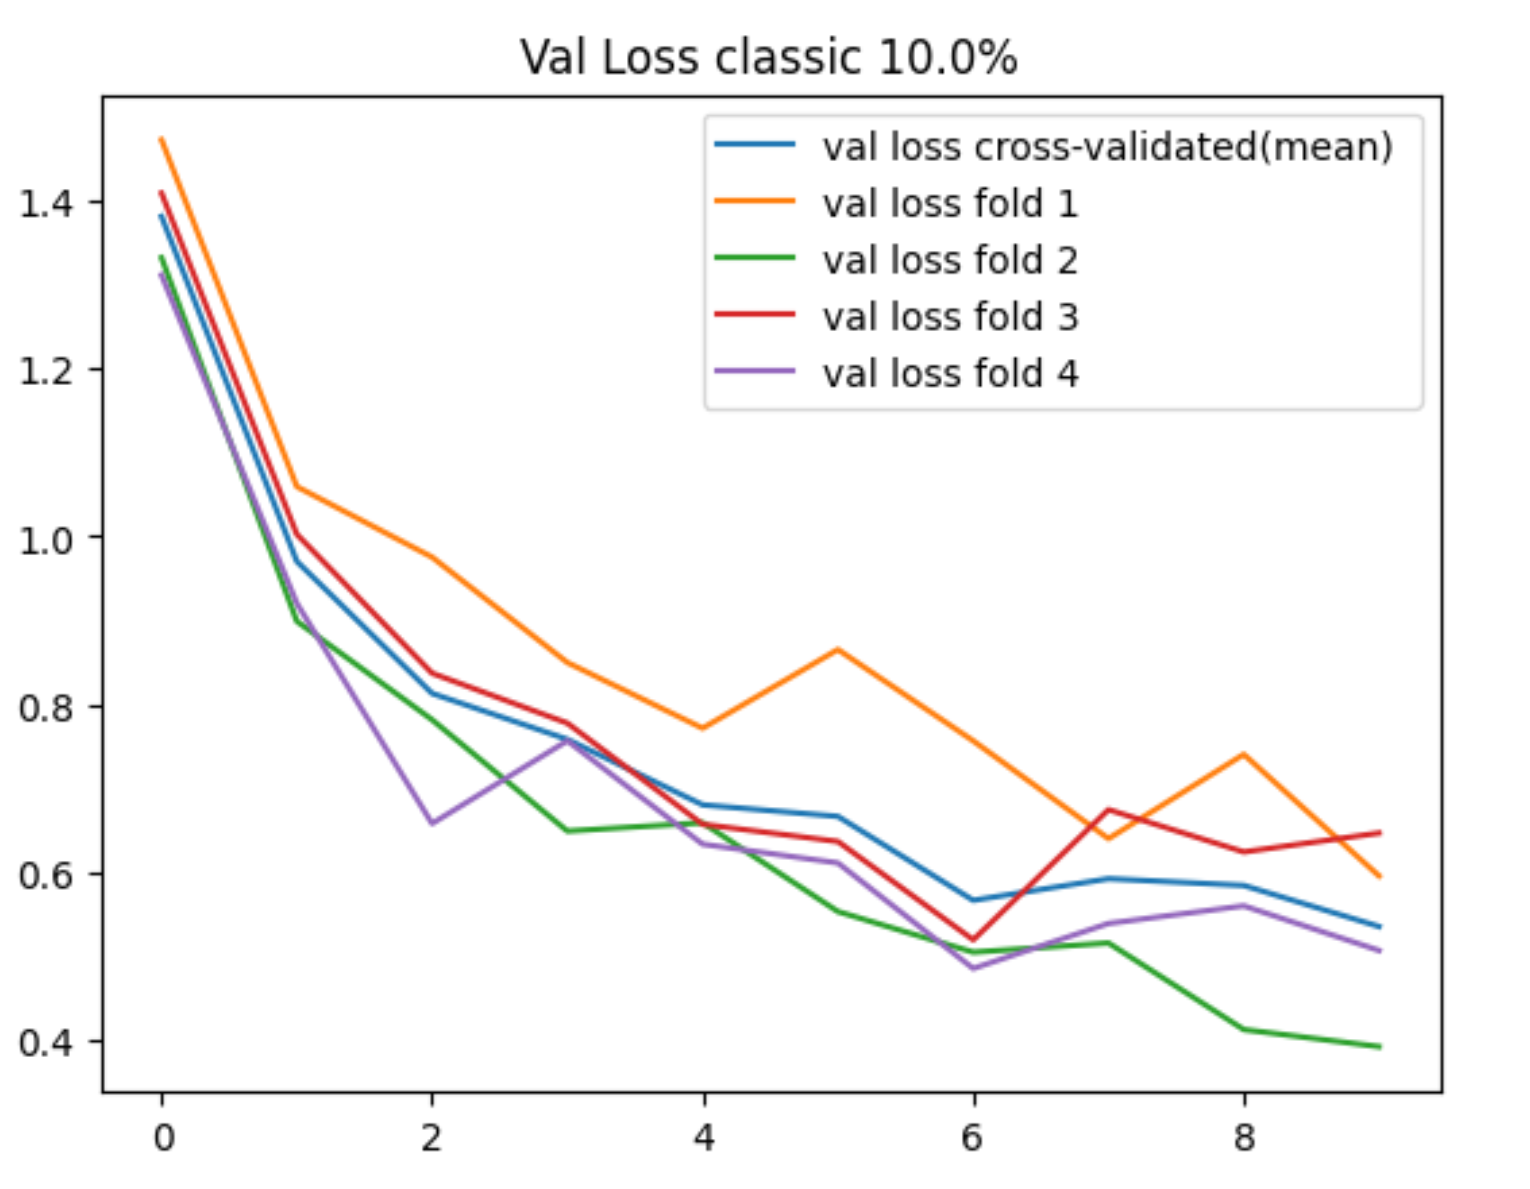 Val Loss classic 10.0%
val loss cross-validated(mean)
val loss fold 1
val loss fold 2
val loss fold 3
val loss fold 4
1.4
1.2
1.0
0.8
0.6
0.4
0 2 4 6 8